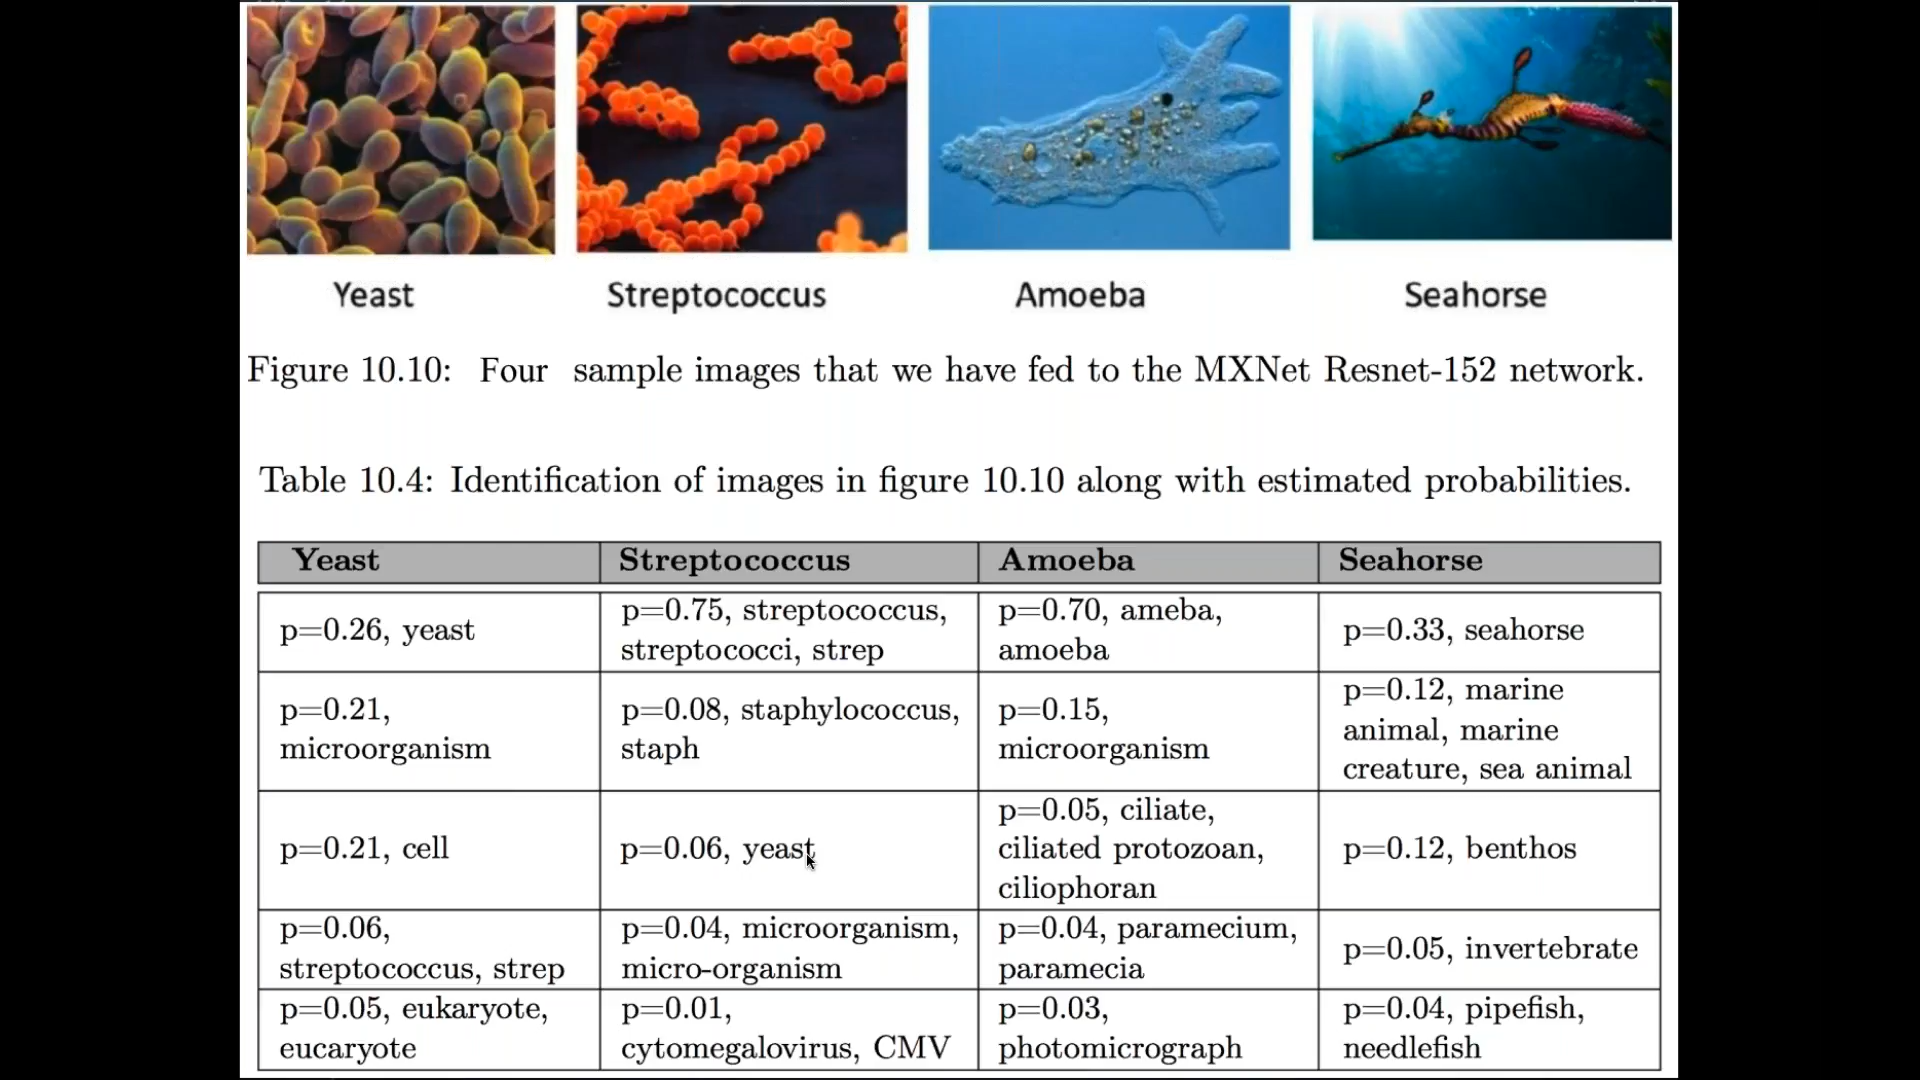 Yeast
Streptococcus
Amoeba
Seahorse
Figure 10.10: Four sample images that we have fed to the MXNet Resnet-152 network.
Table 10.4: Identification of images in figure 10.10 along with estimated probabilities.
Yeast
Streptococcus
Amoeba
Seahorse
p=0.26, yeast
p=0.75, streptococcus,
streptococci, strep
p=0.70, ameba,
amoeba
p=0.33, seahorse
p=0.21,
microorganism
p=0.08, staphylococcus,
staph
p=0.15,
microorganism
p=0.12, marine
animal, marine
creature, sea animal
p=0.21, cell
p=0.06, yeast
p=0.05, ciliate,
ciliated protozoan,
ciliophoran
p=0.12, benthos
p=0.06,
streptococcus, strep
p=0.04, microorganism,
micro-organism
p=0.04, paramecium,
paramecia
p=0.05, invertebrate
p=0.05, eukaryote,
eucaryote
p=0.01,
cytomegalovirus, CMV
p=0.03,
photomicrograph
p=0.04, pipefish,
needlefish